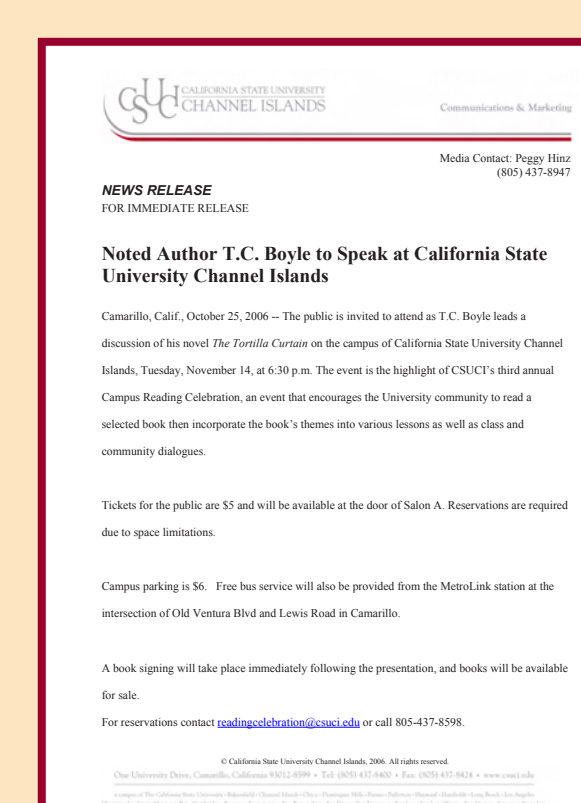 CSUCI CALIFORNIA STATE UNIVERSITY
CHANNEL ISLANDS
Communications & Marketing
Media Contact: Peggy Hinz
(805) 437-8947
NEWS RELEASE
FOR IMMEDIATE RELEASE
Noted Author T.C. Boyle to Speak at California State
University Channel Islands
Camarillo, Calif., October 25, 2006 -- The public is invited to attend as T.C. Boyle leads a
discussion of his novel The Tortilla Curtain on the campus of California State University Channel
Islands, Tuesday, November 14, at 6:30 p.m. The event is the highlight of CSUCI's third annual
Campus Reading Celebration, an event that encourages the University community to read a
selected book then incorporate the book's themes into various lessons as well as class and
community dialogues.
Tickets for the public are $5 and will be available at the door of Salon A. Reservations are required
due to space limitations.
Campus parking is $6. Free bus service will also be provided from the MetroLink station at the
intersection of Old Ventura Blvd and Lewis Road in Camarillo.
A book signing will take place immediately following the presentation, and books will be available
for sale.
For reservations contact readingcelebration@csuci.edu or call 805-437-8598.
© California State University Channel Islands, 2006. All rights reserved.
One University Drive, Camarillo, California 93012-8599 • Tel: (805) 437-8400 • Fax: (805) 437-8424 • www.csuci.edu